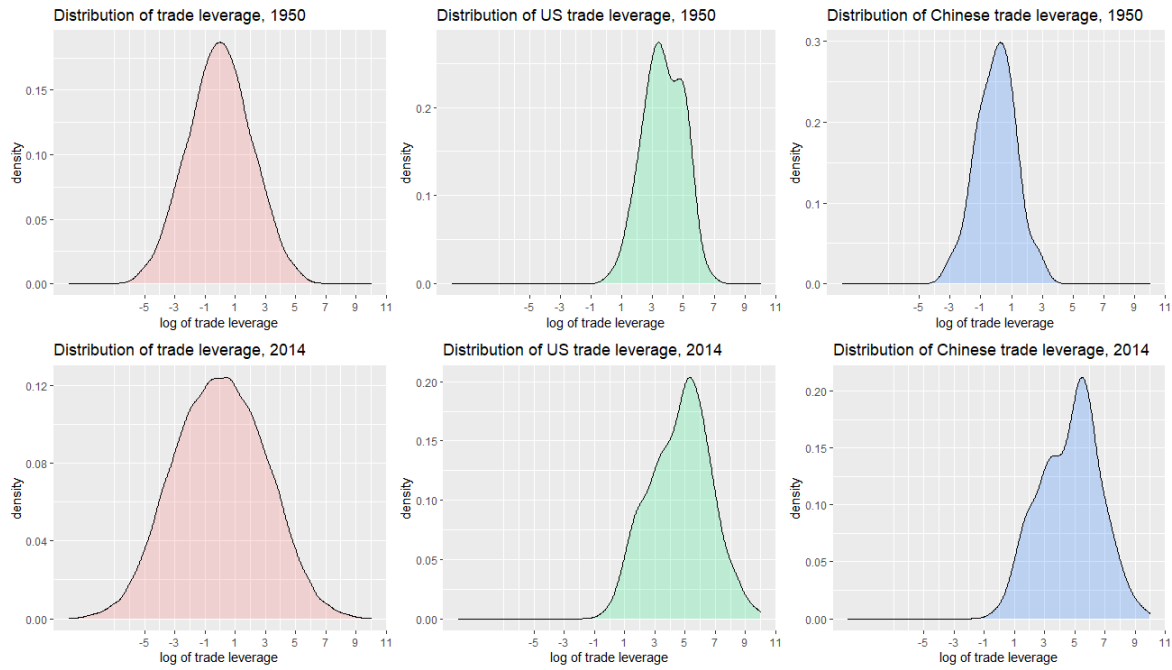 Distribution of trade leverage, 1950
0.15
0.10
0.05
0.00
density
-5 -3 -1 1 3 5 7 9 11
log of trade leverage
Distribution of US trade leverage, 1950
0.2
0.1
0.0
density
-5 -3 -1 1 3 5 7 9 11
log of trade leverage
Distribution of Chinese trade leverage, 1950
0.3
0.2
0.1
0.0
density
-5 -3 -1 1 3 5 7 9 11
log of trade leverage
Distribution of trade leverage, 2014
0.12
0.08
0.04
0.00
density
-5 -3 -1 1 3 5 7 9 11
log of trade leverage
Distribution of US trade leverage, 2014
0.20
0.15
0.10
0.05
0.00
density
-5 -3 -1 1 3 5 7 9 11
log of trade leverage
Distribution of Chinese trade leverage, 2014
0.20
0.15
0.10
0.05
0.00
density
-5 -3 -1 1 3 5 7 9 11
log of trade leverage